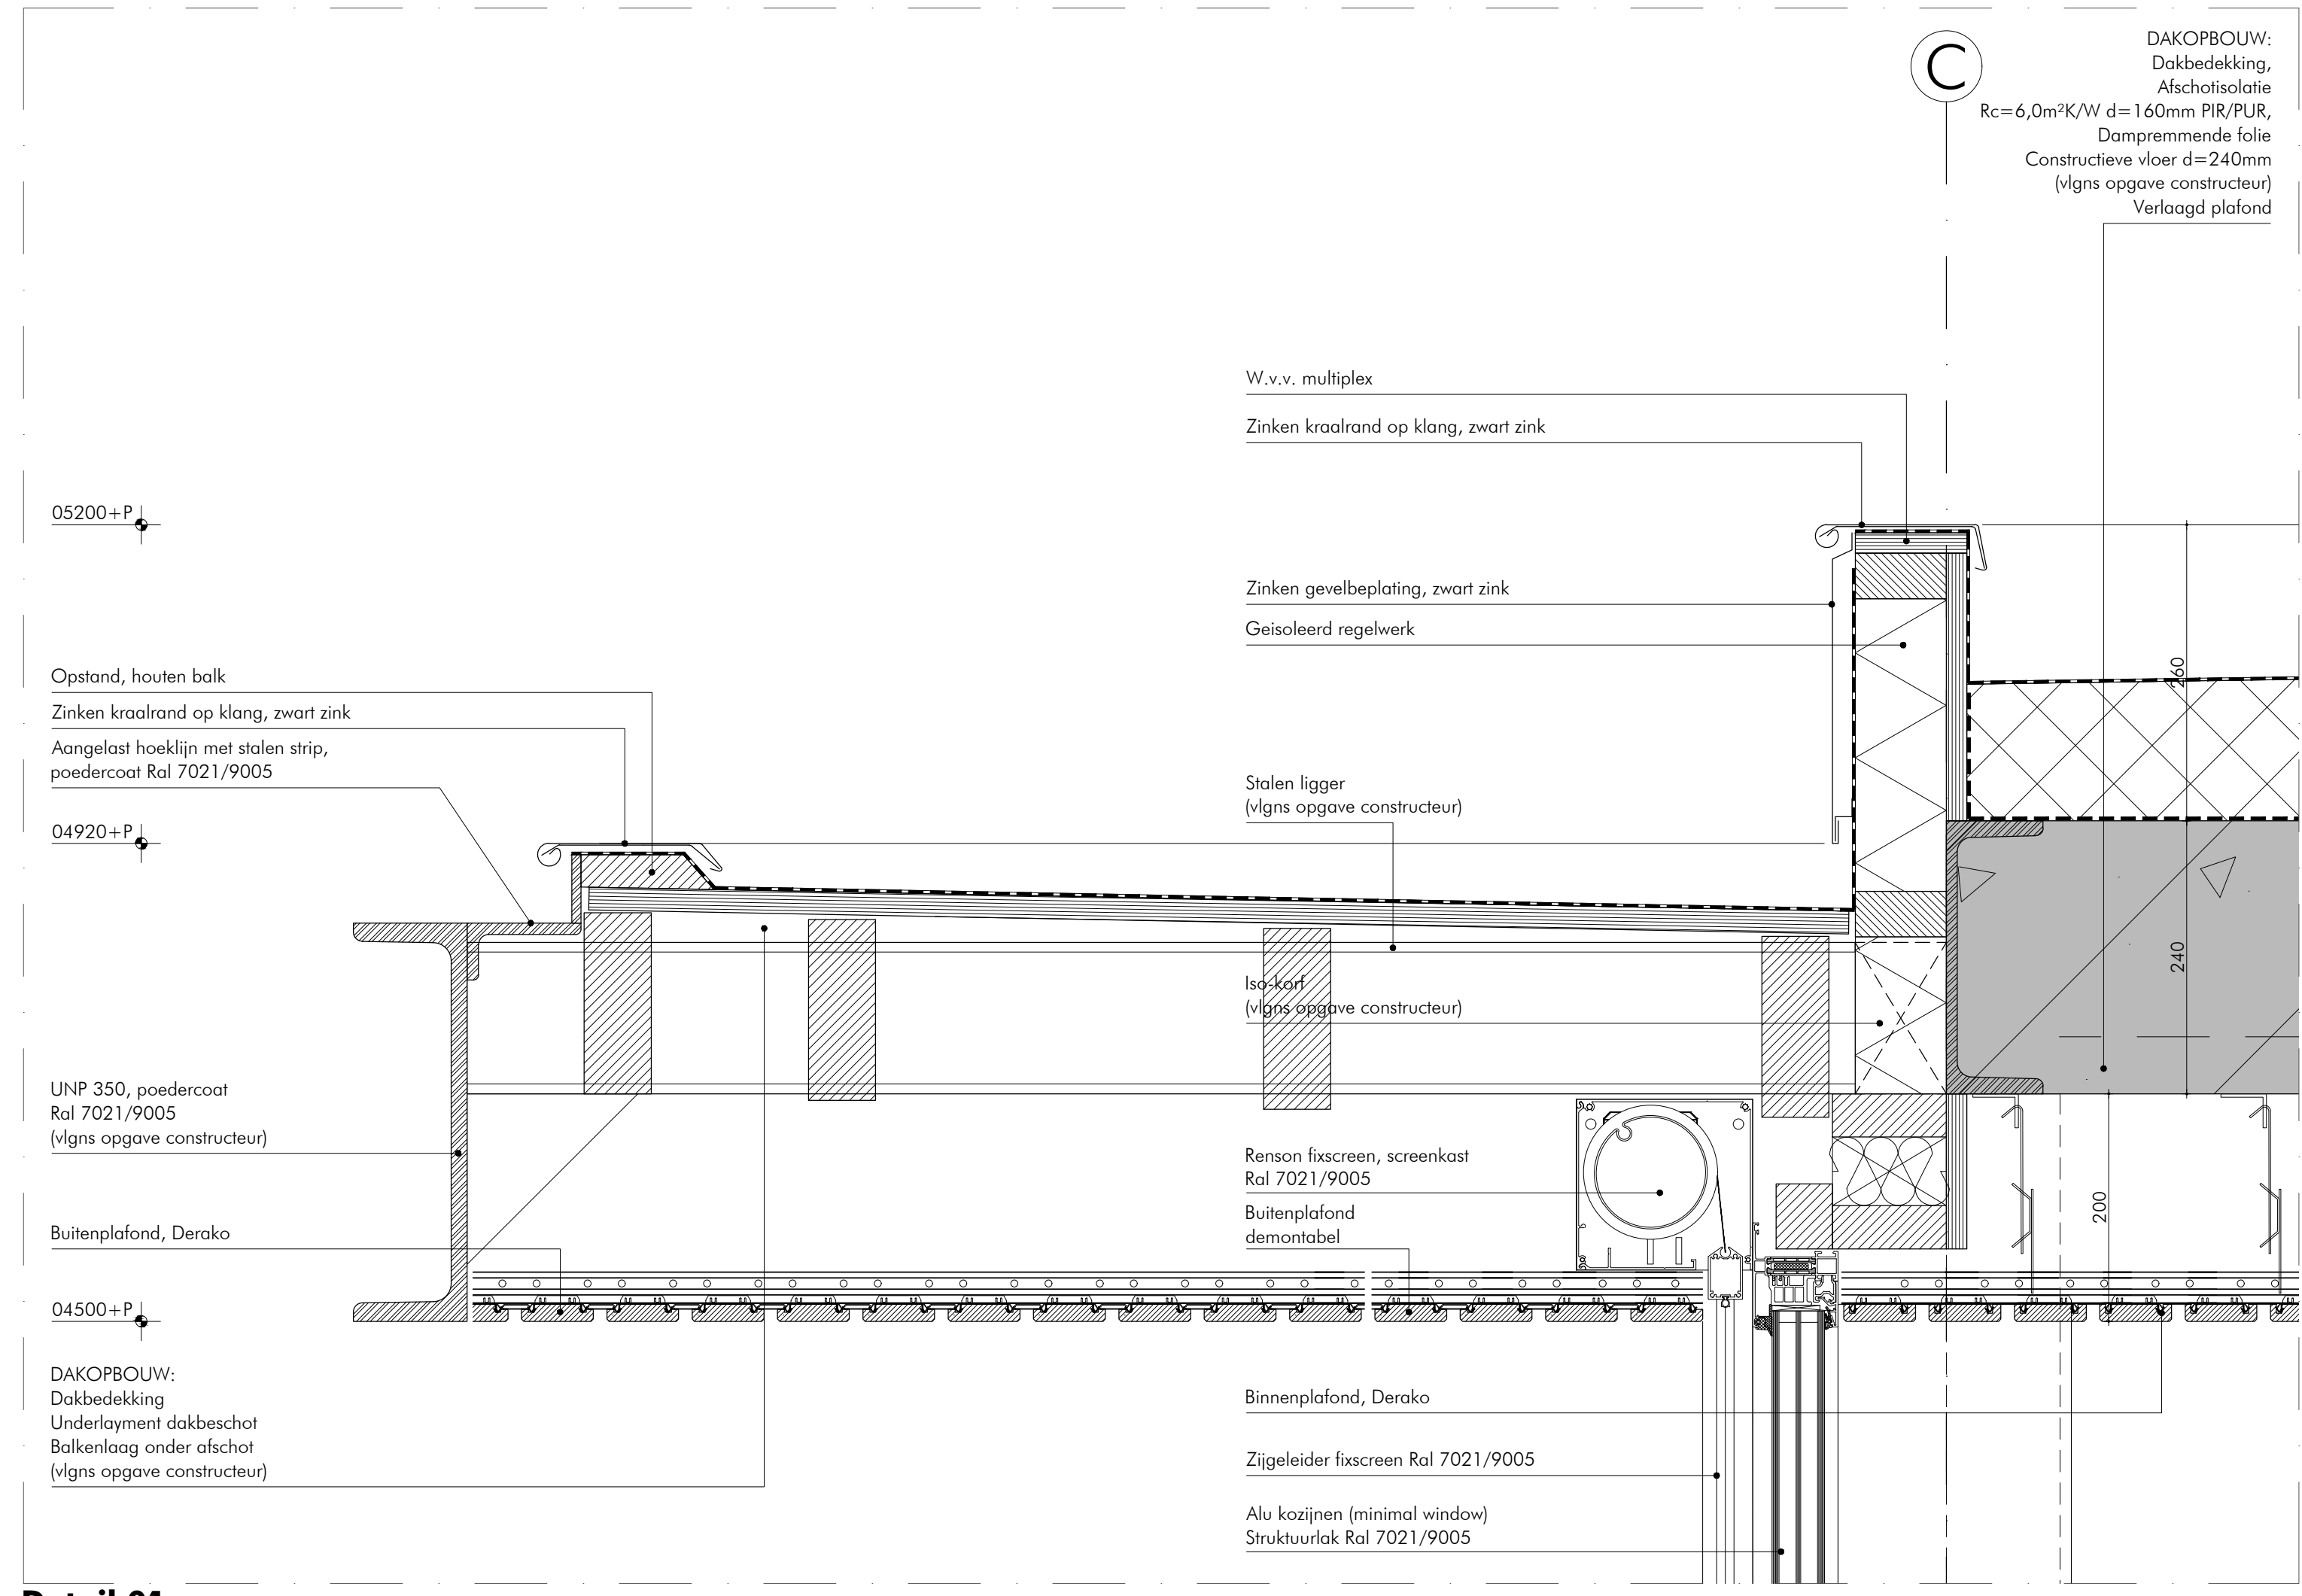 C
DAKOPBOUW:
Dakbedekking,
Afschotisolatie
Rc=6,0m²K/W d=160mm PIR/PUR,
Dampremmende folie
Constructieve vloer d=240mm
(vlgns opgave constructeur)
Verlaagd plafond
W.v.v. multiplex
Zinken kraalrand op klang, zwart zink
05200+P
Zinken gevelbeplating, zwart zink
Geisoleerd regelwerk
260
Opstand, houten balk
Zinken kraalrand op klang, zwart zink
Aangelast hoeklijn met stalen strip,
poedercoat Ral 7021/9005
Stalen ligger
(vlgns opgave constructeur)
04920+P
240
Iso-korf
(vlgns opgave constructeur)
UNP 350, poedercoat
Ral 7021/9005
(vlgns opgave constructeur)
Renson fixscreen, screenkast
Ral 7021/9005
200
Buitenplafond
demontabel
Buitenplafond, Derako
04500+P
DAKOPBOUW:
Dakbedekking
Underlayment dakbeschot
Balkenlaag onder afschot
(vlgns opgave constructeur)
Binnenplafond, Derako
Zijgeleider fixscreen Ral 7021/9005
Alu kozijnen (minimal window)
Struktuurlak Ral 7021/9005